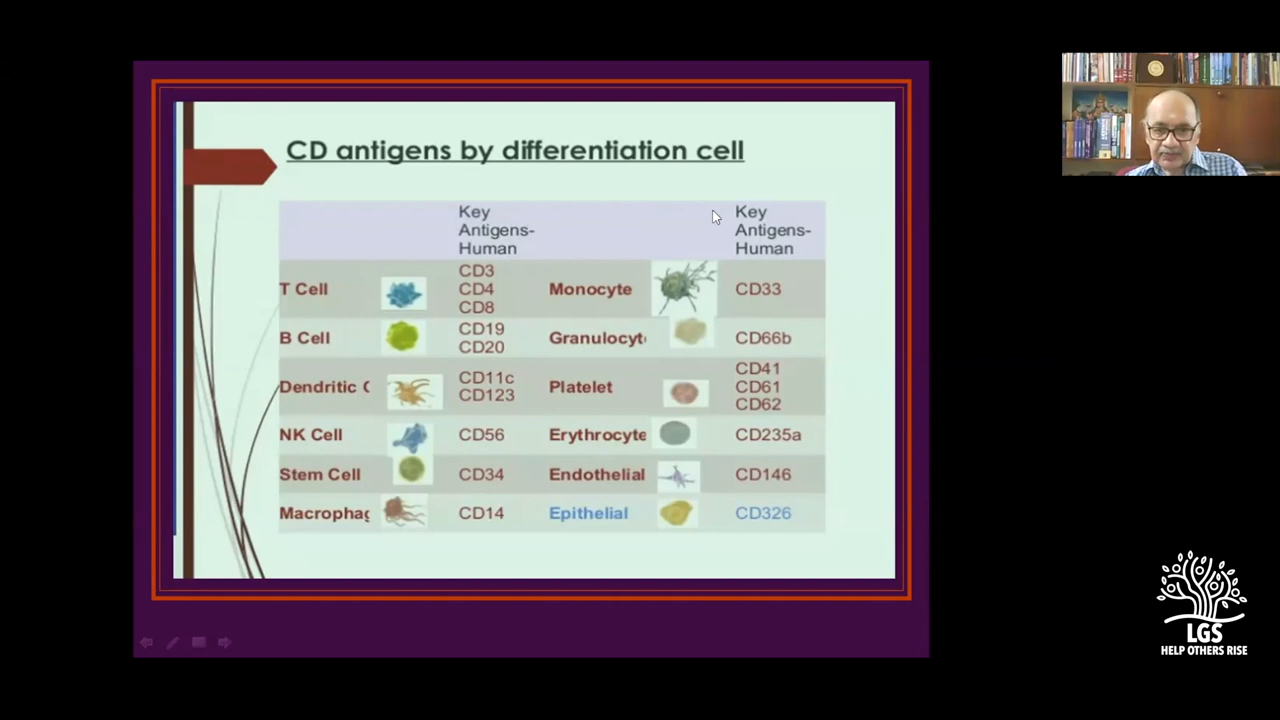 CD antigens by differentiation cell
Key Antigens-Human Key Antigens-Human
T Cell CD3 CD4 CD8 Monocyte CD33
B Cell CD19 CD20 Granulocyt CD66b
Dendritic C CD11c CD123 Platelet CD41 CD61 CD62
NK Cell CD56 Erythrocyte CD235a
Stem Cell CD34 Endothelial CD146
Macrophag CD14 Epithelial CD326
LGS
HELP OTHERS RISE